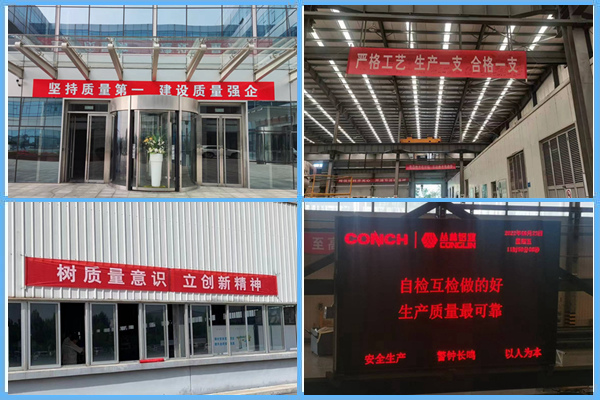 坚持质量第一 建设质量强企
严格工艺 生产一支 合格一支
树质量意识 立创新精神
CONCH
CONCLIN
自检互检做的好
生产质量最可靠
安全生产 警钟长鸣 以人为本